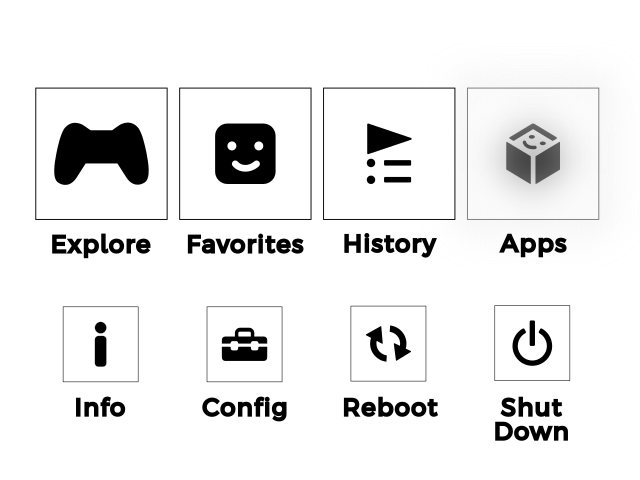 Explore
Favorites
History
Apps
Info
Config
Reboot
Shut
Down